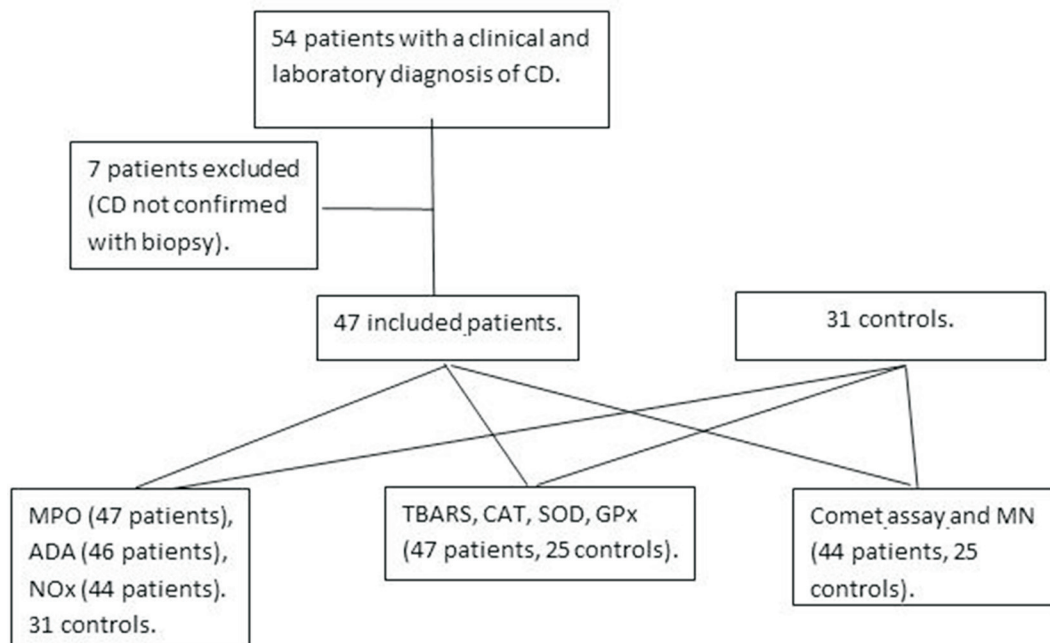 54 patients with a clinical and
laboratory diagnosis of CD.
7 patients excluded
(CD not confirmed
with biopsy).
47 included patients.
31 controls.
MPO (47 patients),
ADA (46 patients),
NOx (44 patients).
31 controls.
TBARS, CAT, SOD, GPx
(47 patients, 25 controls).
Comet assay and MN
(44 patients, 25
controls).